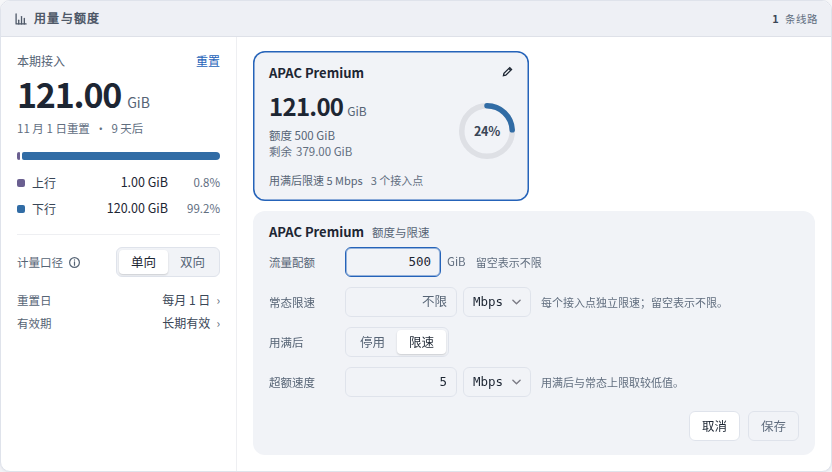 用量与额度
1 条线路
本期接入 重置
121.00 GiB
11 月 1 日重置 • 9 天后
上行 1.00 GiB 0.8%
下行 120.00 GiB 99.2%
计量口径 单向 双向
重置日 每月 1 日 ›
有效期 长期有效 ›
APAC Premium
121.00 GiB
额度 500 GiB
剩余 379.00 GiB
24%
用满后限速 5 Mbps 3 个接入点
APAC Premium 额度与限速
流量配额 500 GiB 留空表示不限
常态限速 不限 Mbps 每个接入点独立限速；留空表示不限。
用满后 停用 限速
超额速度 5 Mbps 用满后与常态上限取较低值。
取消 保存